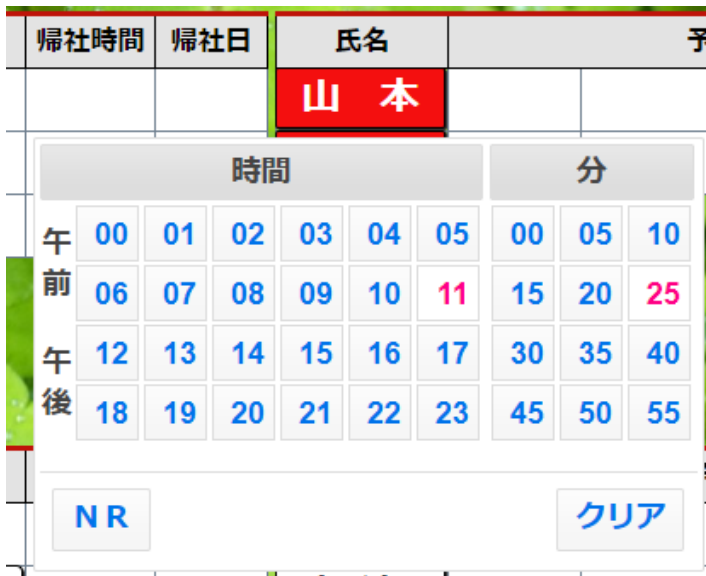 帰社時間 帰社日 氏名
山 本
時間 分
午前 00 01 02 03 04 05 00 05 10
06 07 08 09 10 11 15 20 25
午後 12 13 14 15 16 17 30 35 40
18 19 20 21 22 23 45 50 55
ＮＲ クリア